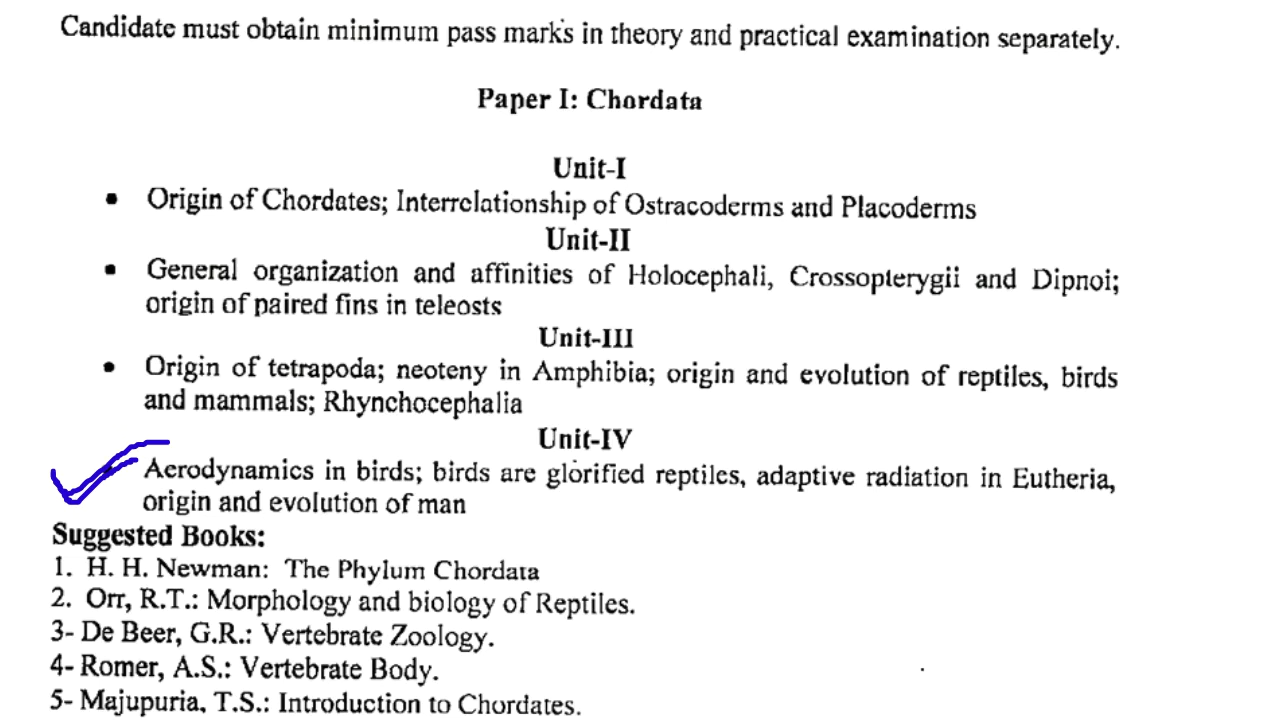 Candidate must obtain minimum pass marks in theory and practical examination separately.
Paper I: Chordata
Unit-I
• Origin of Chordates; Interrelationship of Ostracoderms and Placoderms
Unit-II
• General organization and affinities of Holocephali, Crossopterygii and Dipnoi;
origin of paired fins in teleosts
Unit-III
• Origin of tetrapoda; neoteny in Amphibia; origin and evolution of reptiles, birds
and mammals; Rhynchocephalia
Unit-IV
Aerodynamics in birds; birds are glorified reptiles, adaptive radiation in Eutheria,
origin and evolution of man
Suggested Books:
1. H. H. Newman: The Phylum Chordata
2. Orr, R.T.: Morphology and biology of Reptiles.
3- De Beer, G.R.: Vertebrate Zoology.
4- Romer, A.S.: Vertebrate Body.
5- Majupuria, T.S.: Introduction to Chordates.